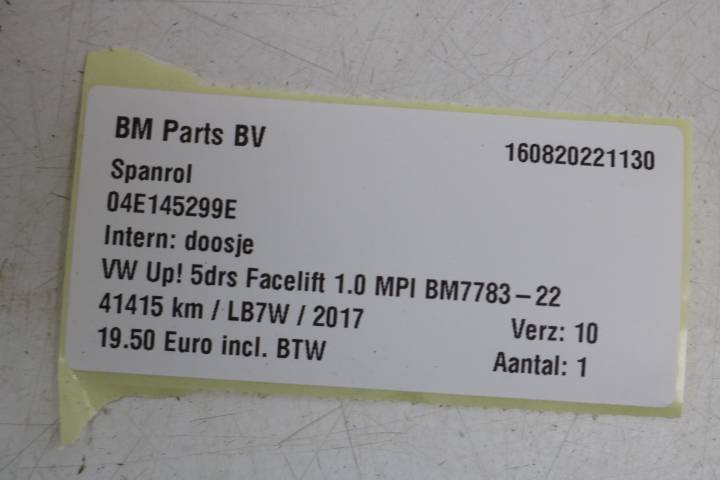 BM Parts BV
160820221130
Spanrol
04E145299E
Intern: doosje
VW Up! 5drs Facelift 1.0 MPI BM7783-22
41415 km / LB7W / 2017
Verz: 10
19.50 Euro incl. BTW
Aantal: 1